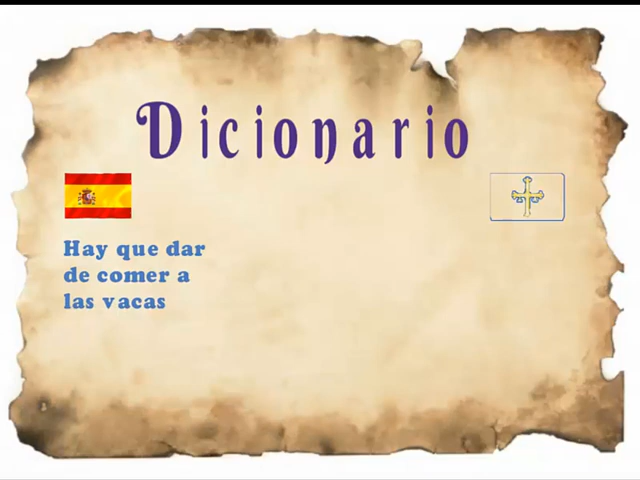 Dicionario
Hay que dar
de comer a
las vacas